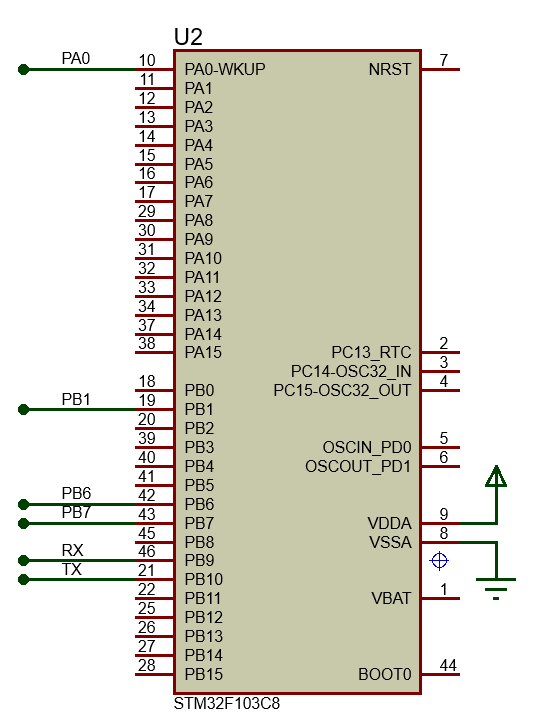 U2
PA0 10 PA0-WKUP NRST 7
11 PA1
12 PA2
13 PA3
14 PA4
15 PA5
16 PA6
17 PA7
29 PA8
30 PA9
31 PA10
32 PA11
33 PA12
34 PA13
37 PA14
38 PA15 PC13_RTC 2
PC14-OSC32_IN 3
18 PB0 PC15-OSC32_OUT 4
PB1 19 PB1
20 PB2
39 PB3 OSCIN_PD0 5
40 PB4 OSCOUT_PD1 6
41 PB5
PB6 42 PB6
PB7 43 PB7 VDDA 9
45 PB8 VSSA 8
RX 46 PB9
TX 21 PB10
22 PB11 VBAT 1
25 PB12
26 PB13
27 PB14
28 PB15 BOOT0 44
STM32F103C8